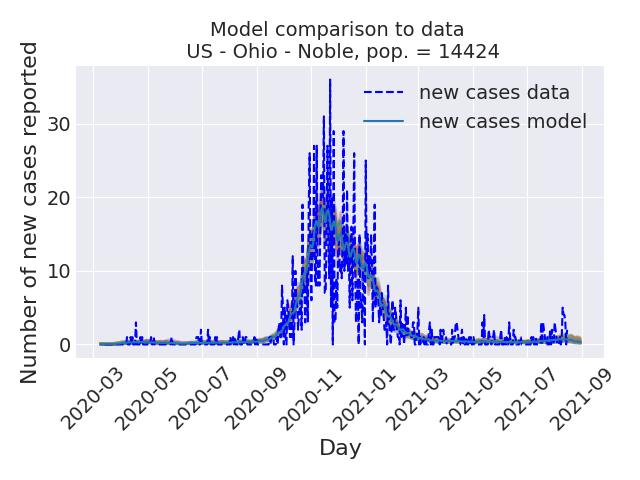 Model comparison to data
US - Ohio - Noble, pop. = 14424
Number of new cases reported
30
20
10
0
new cases data
new cases model
2020-03
2020-05
2020-07
2020-09
2020-11
2021-01
2021-03
2021-05
2021-07
2021-09
Day